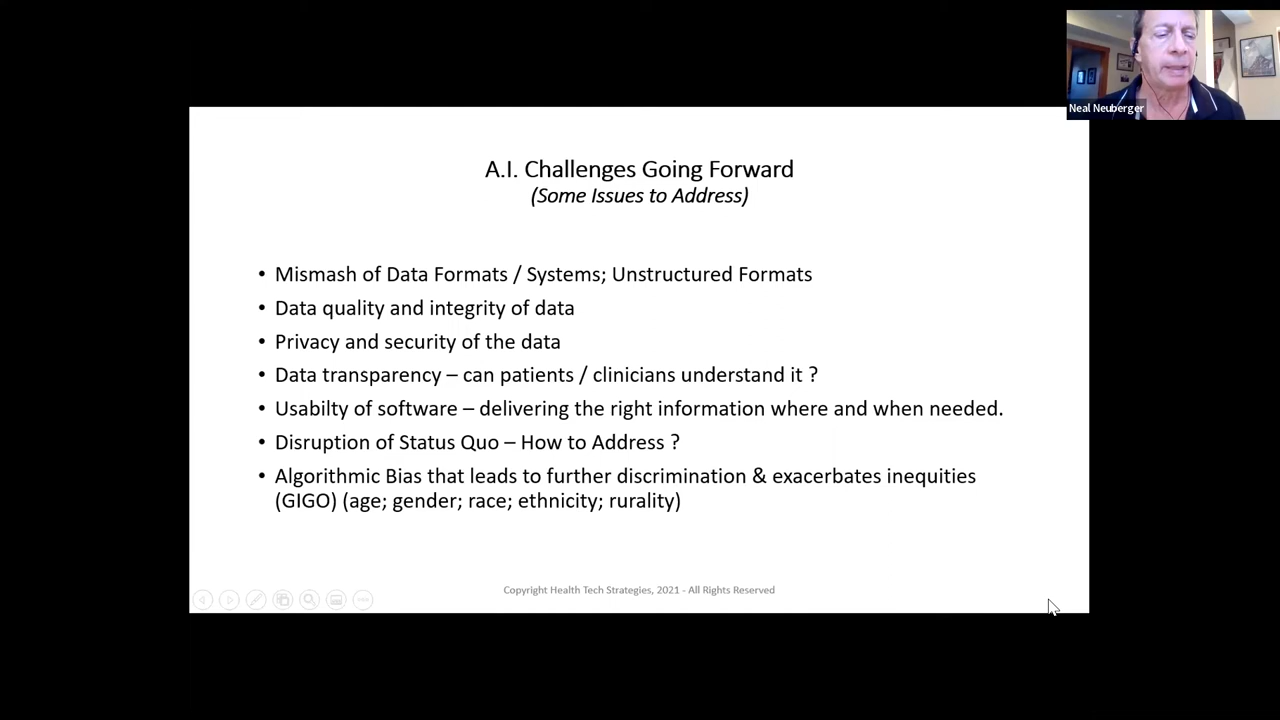 Neal Neuberger
A.I. Challenges Going Forward
(Some Issues to Address)
• Mismash of Data Formats / Systems; Unstructured Formats
• Data quality and integrity of data
• Privacy and security of the data
• Data transparency – can patients / clinicians understand it ?
• Usabilty of software – delivering the right information where and when needed.
• Disruption of Status Quo – How to Address ?
• Algorithmic Bias that leads to further discrimination & exacerbates inequities
(GIGO) (age; gender; race; ethnicity; rurality)
Copyright Health Tech Strategies, 2021 - All Rights Reserved